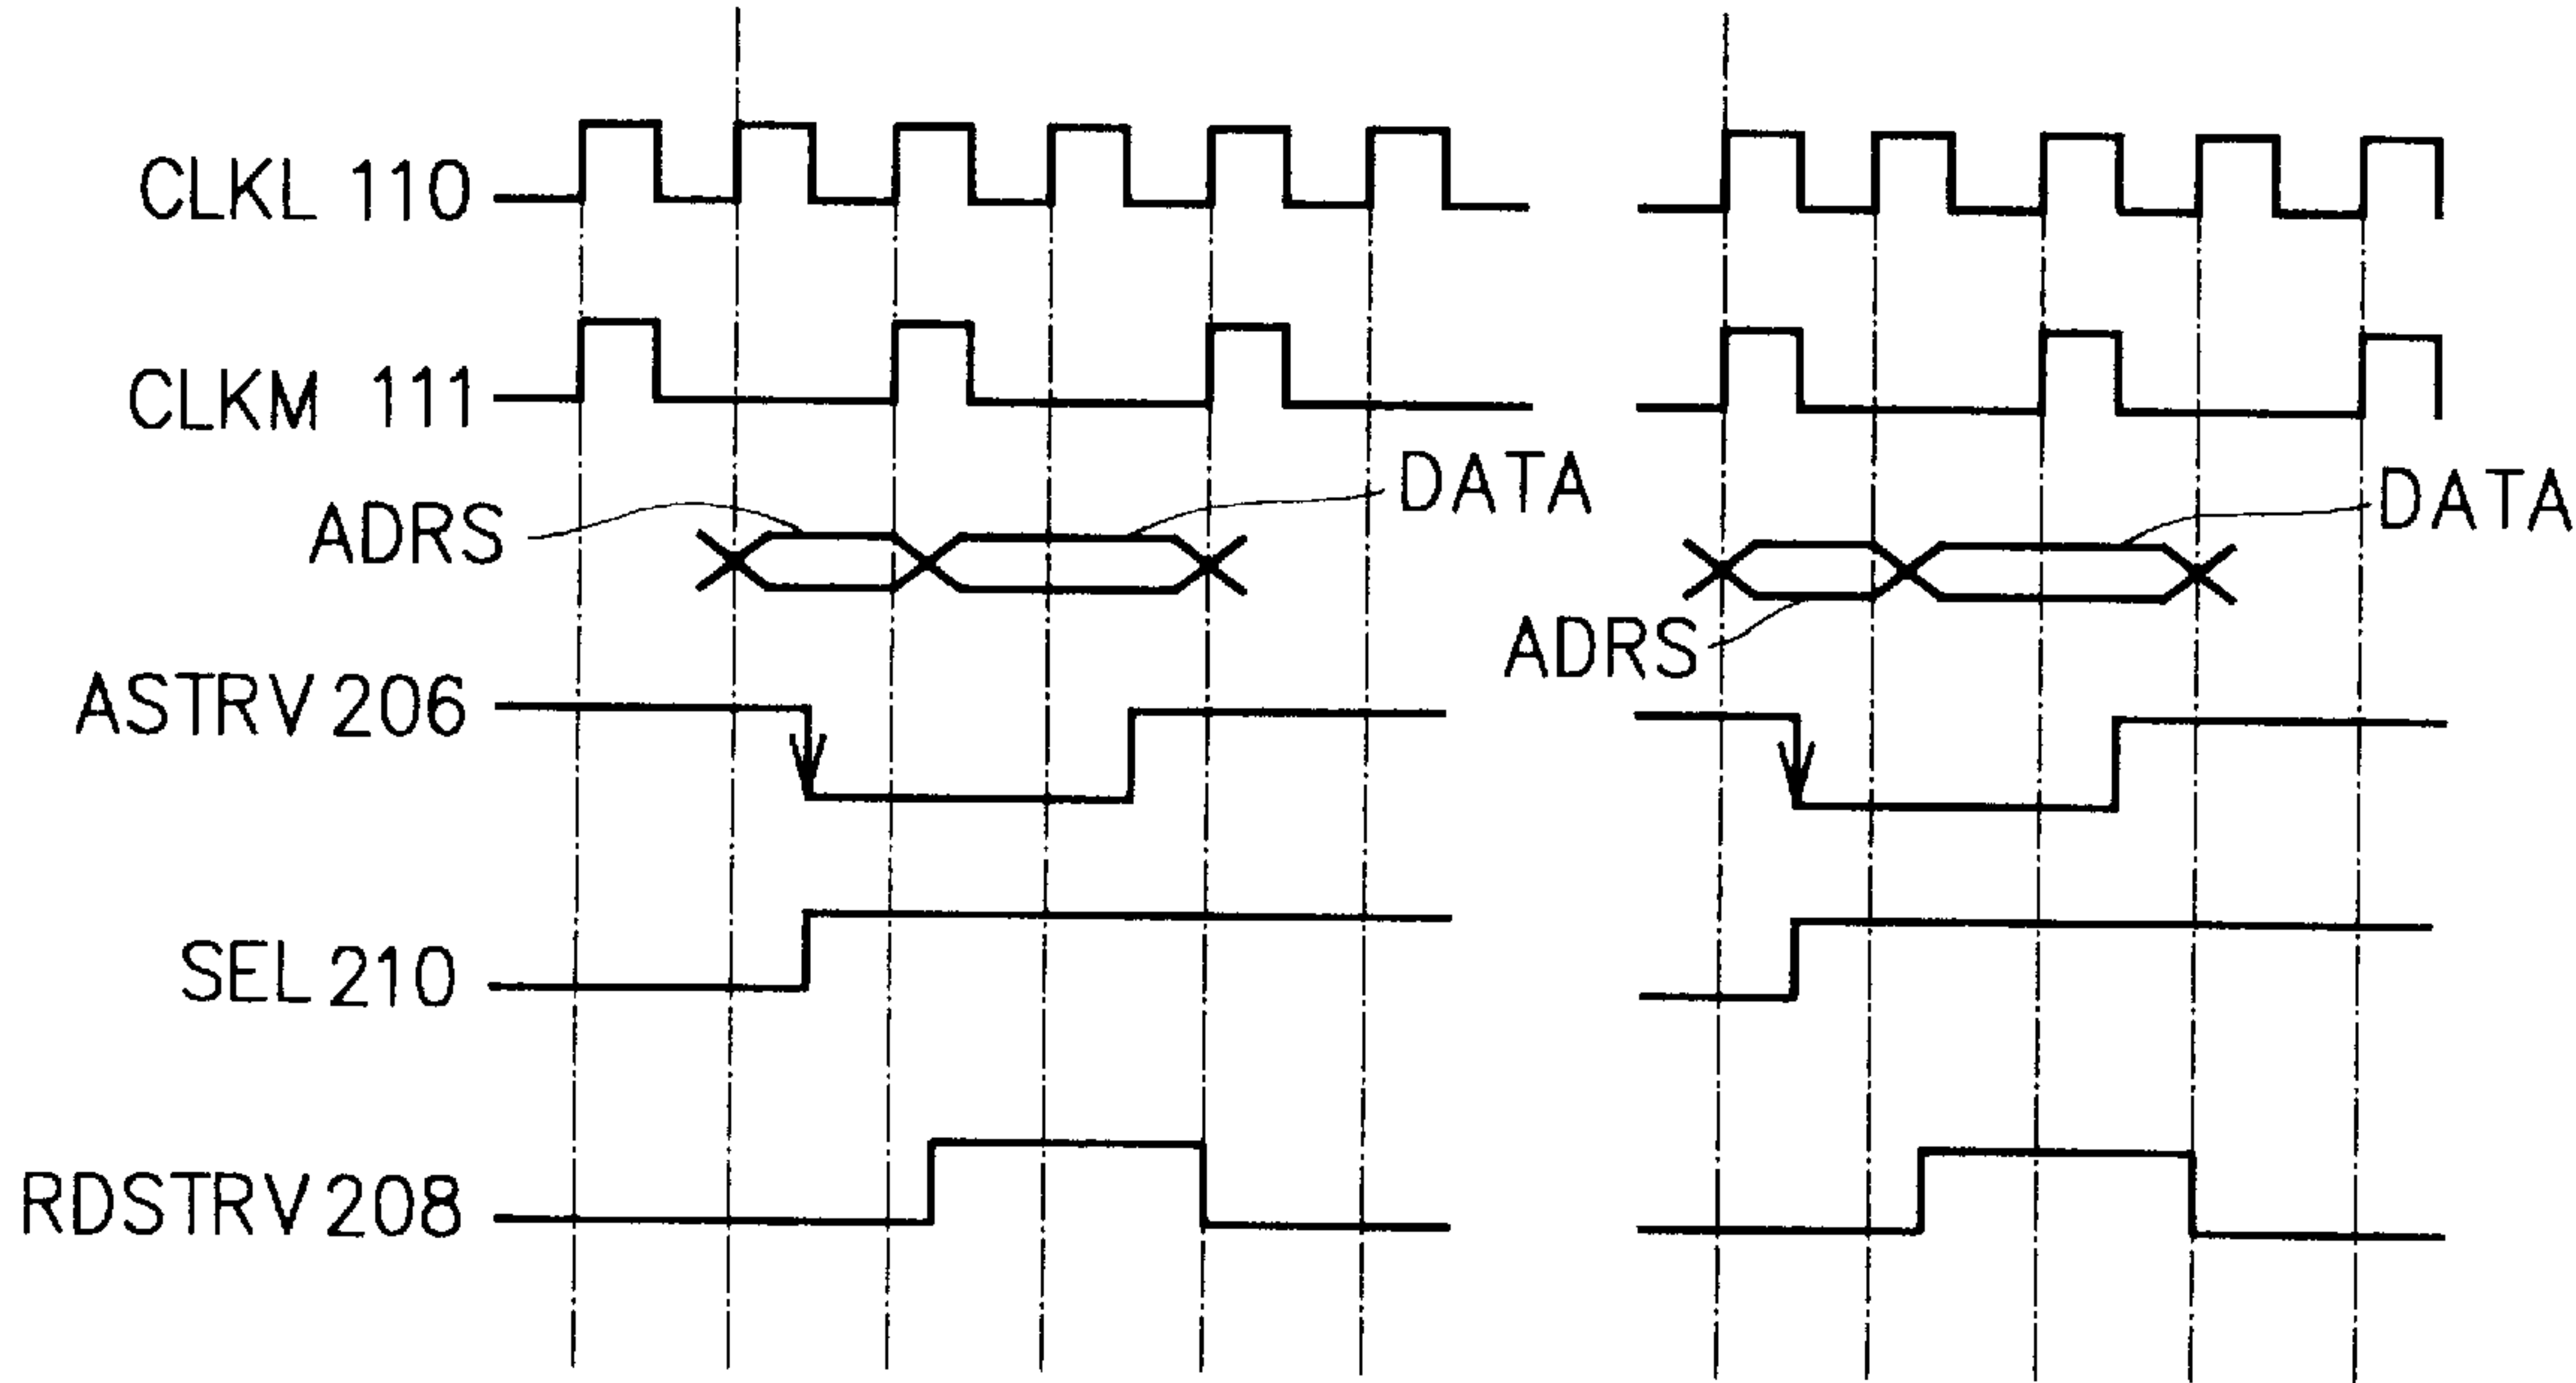 CLKL 110
CLKM 111
ADRS
DATA
DATA
ADRS
ASTRV 206
SEL 210
RDSTRV 208